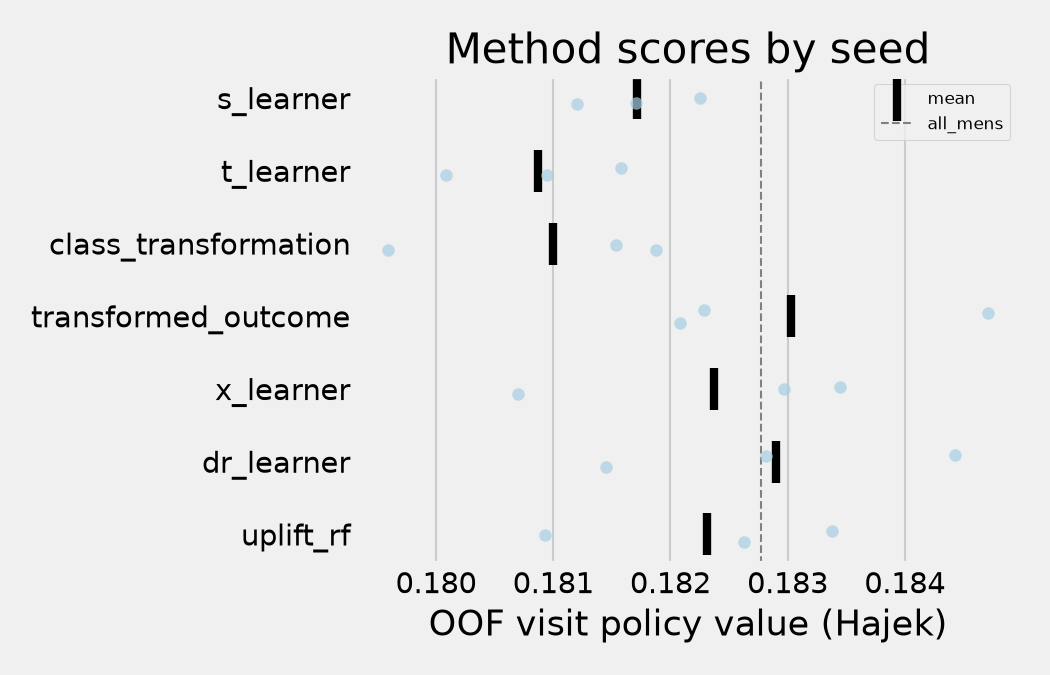 Method scores by seed
s_learner
t_learner
class_transformation
transformed_outcome
x_learner
dr_learner
uplift_rf
mean
all_mens
0.180 0.181 0.182 0.183 0.184
OOF visit policy value (Hajek)